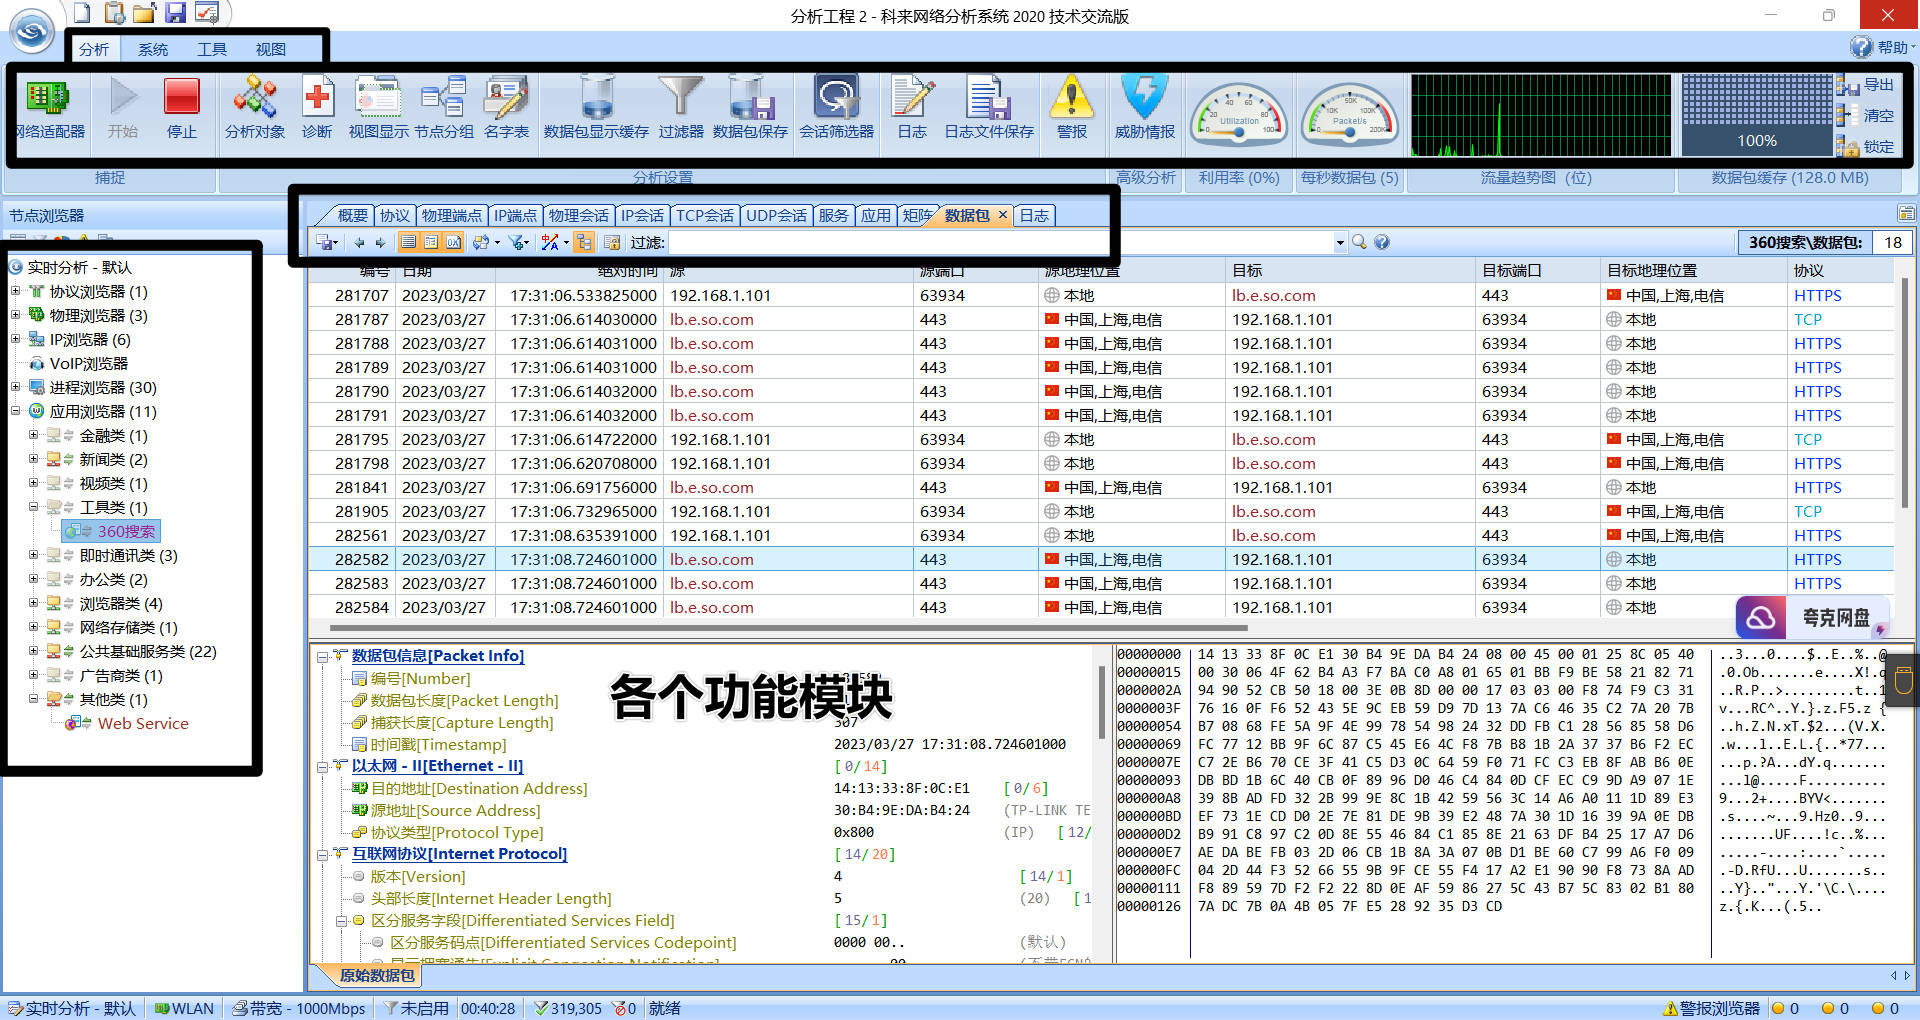 分析工程 2 - 科来网络分析系统 2020 技术交流版
分析 系统 工具 视图 帮助
网络适配器 开始 停止 分析对象 诊断 视图显示 节点分组 名字表 数据包显示缓存 过滤器 数据包保存 会话筛选器 日志 日志文件保存 警报 威胁情报 Utilization Packet/s 100% 导出 清空 锁定
捕捉 分析设置 高级分析 利用率 (0%) 每秒数据包 (5) 流量趋势图（位） 数据包缓存 (128.0 MB)
节点浏览器
实时分析 - 默认
协议浏览器 (1)
物理浏览器 (3)
IP浏览器 (6)
VoIP浏览器
进程浏览器 (30)
应用浏览器 (11)
金融类 (1)
新闻类 (2)
视频类 (1)
工具类 (1)
360搜索
即时通讯类 (3)
办公类 (2)
浏览器类 (4)
网络存储类 (1)
公共基础服务类 (22)
广告商类 (1)
其他类 (1)
Web Service
概要 协议 物理端点 IP端点 物理会话 IP会话 TCP会话 UDP会话 服务 应用 矩阵 数据包 日志
过滤: 360搜索\数据包: 18
编号 日期 绝对时间 源 源端口 源地理位置 目标 目标端口 目标地理位置 协议
281707 2023/03/27 17:31:06.533825000 192.168.1.101 63934 本地 lb.e.so.com 443 中国,上海,电信 HTTPS
281787 2023/03/27 17:31:06.614030000 lb.e.so.com 443 中国,上海,电信 192.168.1.101 63934 本地 TCP
281788 2023/03/27 17:31:06.614031000 lb.e.so.com 443 中国,上海,电信 192.168.1.101 63934 本地 HTTPS
281789 2023/03/27 17:31:06.614031000 lb.e.so.com 443 中国,上海,电信 192.168.1.101 63934 本地 HTTPS
281790 2023/03/27 17:31:06.614032000 lb.e.so.com 443 中国,上海,电信 192.168.1.101 63934 本地 HTTPS
281791 2023/03/27 17:31:06.614032000 lb.e.so.com 443 中国,上海,电信 192.168.1.101 63934 本地 HTTPS
281795 2023/03/27 17:31:06.614722000 192.168.1.101 63934 本地 lb.e.so.com 443 中国,上海,电信 TCP
281798 2023/03/27 17:31:06.620708000 192.168.1.101 63934 本地 lb.e.so.com 443 中国,上海,电信 HTTPS
281841 2023/03/27 17:31:06.691756000 lb.e.so.com 443 中国,上海,电信 192.168.1.101 63934 本地 HTTPS
281905 2023/03/27 17:31:06.732965000 192.168.1.101 63934 本地 lb.e.so.com 443 中国,上海,电信 TCP
282561 2023/03/27 17:31:08.635391000 192.168.1.101 63934 本地 lb.e.so.com 443 中国,上海,电信 HTTPS
282582 2023/03/27 17:31:08.724601000 lb.e.so.com 443 中国,上海,电信 192.168.1.101 63934 本地 HTTPS
282583 2023/03/27 17:31:08.724601000 lb.e.so.com 443 中国,上海,电信 192.168.1.101 63934 本地 HTTPS
282584 2023/03/27 17:31:08.724601000 lb.e.so.com 443 中国,上海,电信 192.168.1.101 63934 本地
夸克网盘
数据包信息[Packet Info]
编号[Number]
数据包长度[Packet Length]
捕获长度[Capture Length] 307
时间戳[Timestamp] 2023/03/27 17:31:08.724601000
以太网 - II[Ethernet - II] [0/14]
目的地址[Destination Address] 14:13:33:8F:0C:E1 [0/6]
源地址[Source Address] 30:B4:9E:DA:B4:24 (TP-LINK TE
协议类型[Protocol Type] 0x800 (IP) [12/
互联网协议[Internet Protocol] [14/20]
版本[Version] 4 [14/1]
头部长度[Internet Header Length] 5 (20) [1
区分服务字段[Differentiated Services Field] [15/1]
区分服务码点[Differentiated Services Codepoint] 0000 00.. (默认)
各个功能模块
00000000 14 13 33 8F 0C E1 30 B4 9E DA B4 24 08 00 45 00 01 25 8C 05 40 ..3...0....$..E..%..@
00000015 00 30 06 4F 62 B4 A3 F7 BA C0 A8 01 65 01 BB F9 BE 58 21 82 71 .0.Ob.......e....X!.q
0000002A 94 90 52 CB 50 18 00 3E 0B 8D 00 00 17 03 03 00 F8 74 F9 C3 31 ..R.P..>.........t..1
0000003F 76 16 0F F6 52 43 5E 9C EB 59 D9 7D 13 7A C6 46 35 C2 7A 20 7B v...RC^..Y.}.z.F5.z {
00000054 B7 08 68 FE 5A 9F 4E 99 78 54 98 24 32 DD FB C1 28 56 85 58 D6 ..h.Z.N.xT.$2...(V.X.
00000069 FC 77 12 BB 9F 6C 87 C5 45 E6 4C F8 7B B8 1B 2A 37 37 B6 F2 EC .w...l..E.L.{..*77...
0000007E C7 2E B6 70 CE 3F 41 C5 D3 0C 64 59 F0 71 FC C3 EB 8F AB B6 0E ...p.?A...dY.q.......
00000093 DB BD 1B 6C 40 CB 0F 89 96 D0 46 C4 84 0D CF EC C9 9D A9 07 1E ...l@.....F..........
000000A8 39 8B AD FD 32 2B 99 9E 8C 1B 42 59 56 3C 14 A6 A0 11 1D 89 E3 9...2+....BYV<.......
000000BD EF 73 1E CD D0 2E 7E 81 DE 9B 39 E2 48 7A 30 1D 16 39 9A 0E DB .s....~...9.Hz0..9...
000000D2 B9 91 C8 97 C2 0D 8E 55 46 84 C1 85 8E 21 63 DF B4 25 17 A7 D6 .......UF....!c..%...
000000E7 AE DA BE FB 03 2D 06 CB 1B 8A 3A 07 0B D1 BE 60 C7 99 A6 F0 09 .....-....:....`.....
000000FC 04 2D 44 F3 52 66 55 9B 9F CE 55 F4 17 A2 E1 90 90 F8 73 8A AD .-D.RfU...U.......s..
00000111 F8 89 59 7D F2 F2 22 8D 0E AF 59 86 27 5C 43 B7 5C 83 02 B1 80 ..Y}.."...Y.'\C.\....
00000126 7A DC 7B 0A 4B 05 7F E5 28 92 35 D3 CD z.{.K...(.5..
原始数据包
实时分析 - 默认 WLAN 带宽 - 1000Mbps 未启用 00:40:28 319,305 0 就绪 警报浏览器 0 0 0